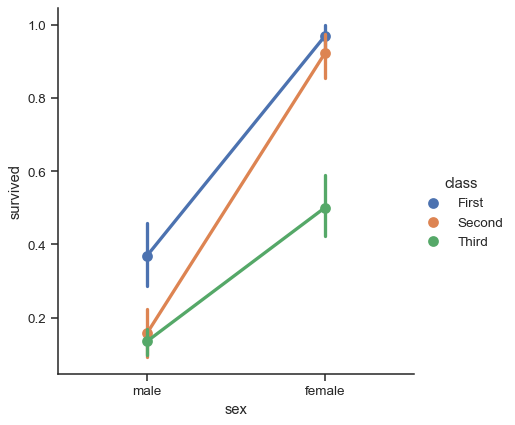 1.0
0.8
0.6
0.4
0.2
survived
male female
sex
class
First
Second
Third